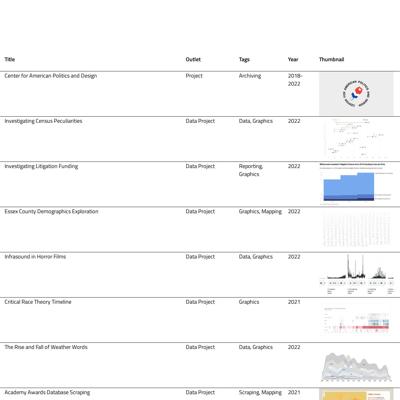 Title Outlet Tags Year Thumbnail
Center for American Politics and Design Project Archiving 2018-
2022
Investigating Census Peculiarities Data Project Data, Graphics 2022
Investigating Litigation Funding Data Project Reporting, 2022
Graphics
Essex County Demographics Exploration Data Project Graphics, Mapping 2022
Infrasound in Horror Films Data Project Data, Graphics 2022
Critical Race Theory Timeline Data Project Graphics 2021
The Rise and Fall of Weather Words Data Project Data, Graphics 2022
Academy Awards Database Scraping Data Project Scraping, Mapping 2021